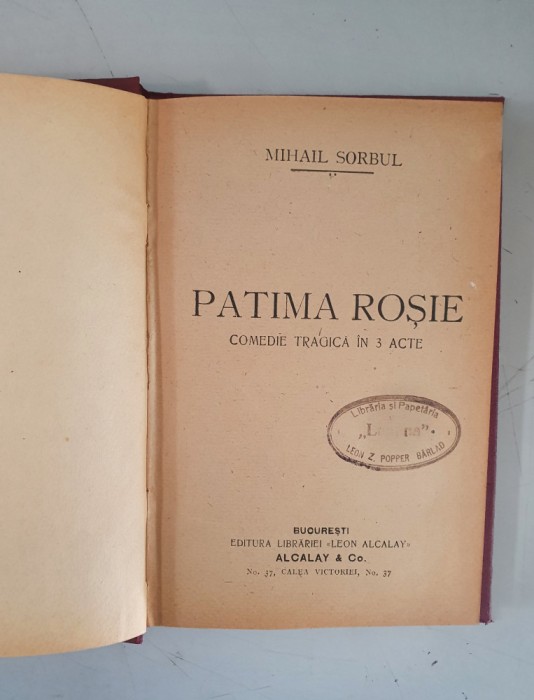 MIHAIL SORBUL
PATIMA ROȘIE
COMEDIE TRAGICĂ ÎN 3 ACTE
Librăria și Papetăria
LEON Z. POPPER BÂRLAD
BUCUREȘTI
EDITURA LIBRĂRIEI «LEON ALCALAY»
ALCALAY & Co.
No. 37, CALEA VICTORIEI, No. 37